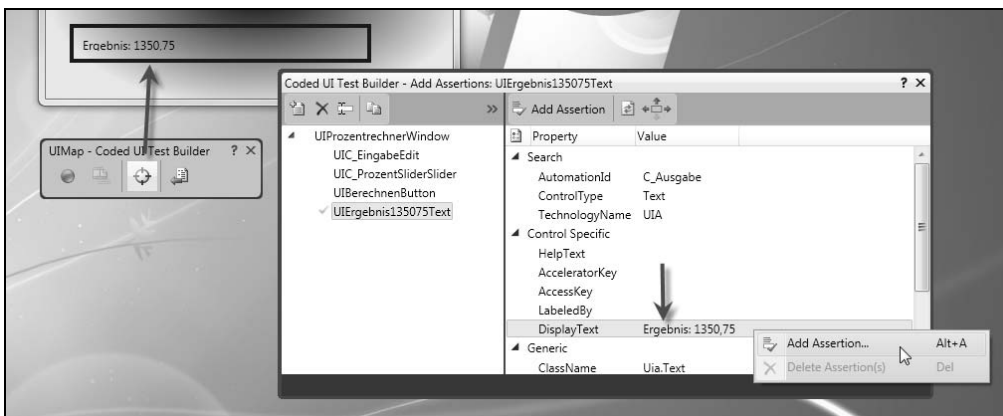 Ergebnis: 1350,75
UIMap - Coded UI Test Builder ? X
Coded UI Test Builder - Add Assertions: UIErgebnis135075Text ? X
» Add Assertion
UIProzentrechnerWindow
UIC_EingabeEdit
UIC_ProzentSliderSlider
UIBerechnenButton
UIErgebnis135075Text
Property Value
Search
AutomationId C_Ausgabe
ControlType Text
TechnologyName UIA
Control Specific
HelpText
AcceleratorKey
AccessKey
LabeledBy
DisplayText Ergebnis: 1350,75
Generic
ClassName Uia.Text
Add Assertion... Alt+A
Delete Assertion(s) Del